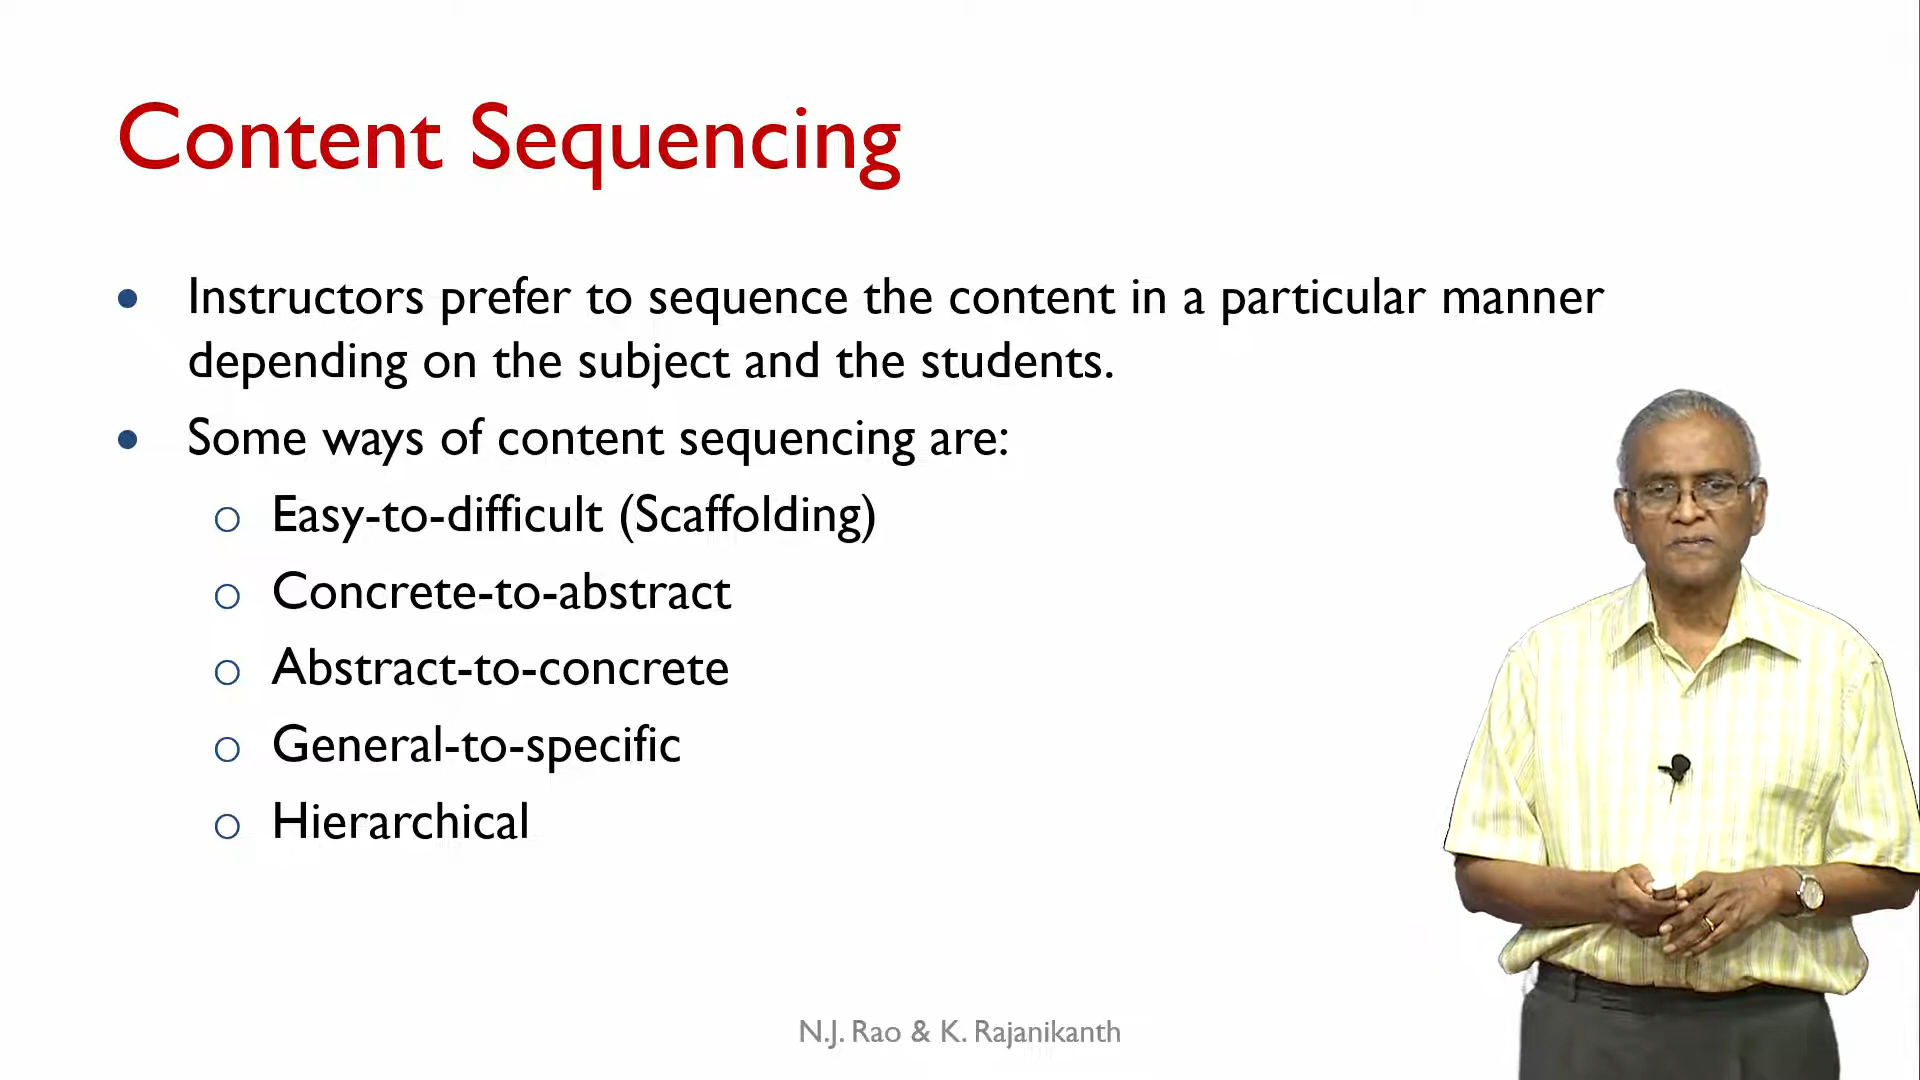 Content Sequencing
• Instructors prefer to sequence the content in a particular manner
depending on the subject and the students.
• Some ways of content sequencing are:
o Easy-to-difficult (Scaffolding)
o Concrete-to-abstract
o Abstract-to-concrete
o General-to-specific
o Hierarchical
N.J. Rao & K. Rajanikanth